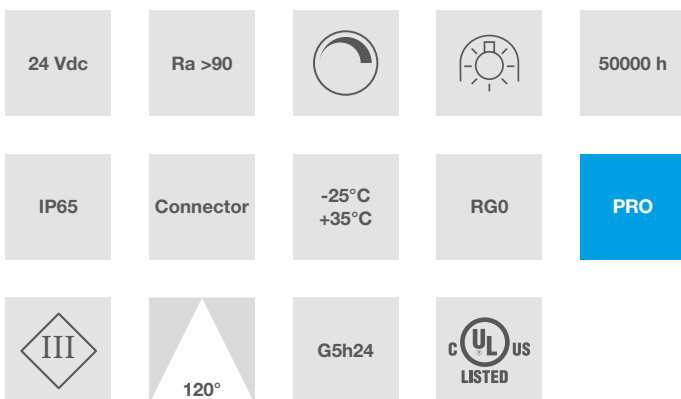 24 Vdc
Ra >90
50000 h
IP65
Connector
-25°C
+35°C
RG0
PRO
III
120°
G5h24
C UL US
®
LISTED